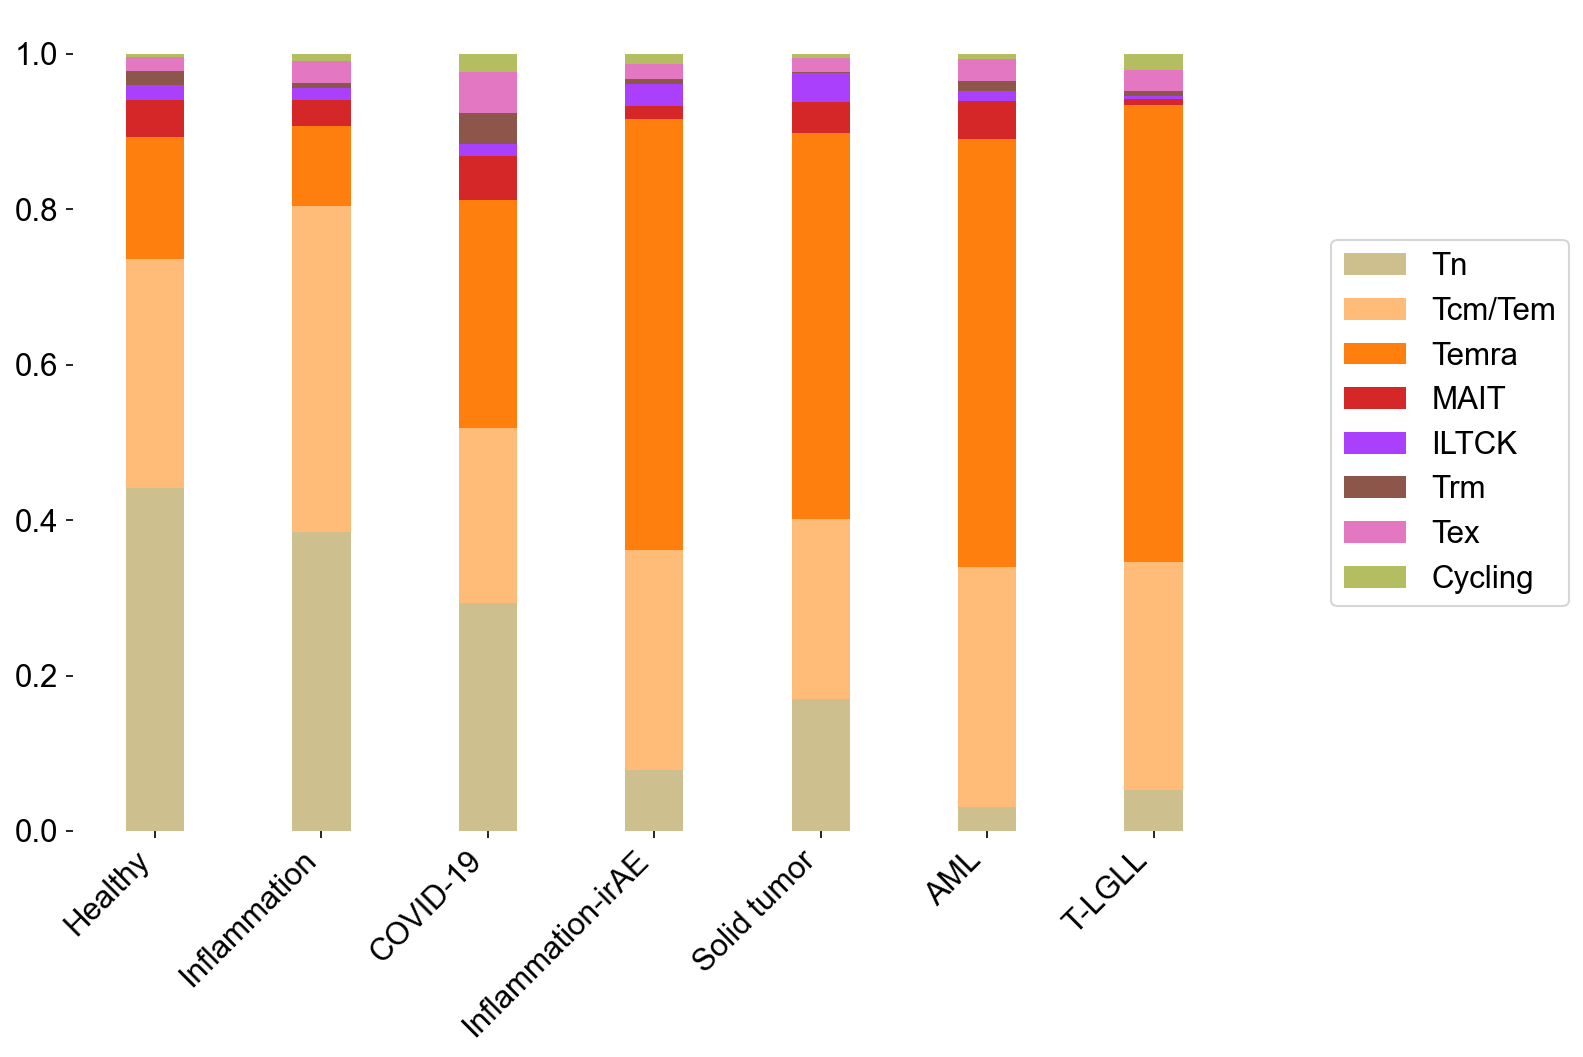 1.0
0.8
0.6
0.4
0.2
0.0
Healthy
Inflammation
COVID-19
Inflammation-irAE
Solid tumor
AML
T-LGLL
Tn
Tcm/Tem
Temra
MAIT
ILTCK
Trm
Tex
Cycling